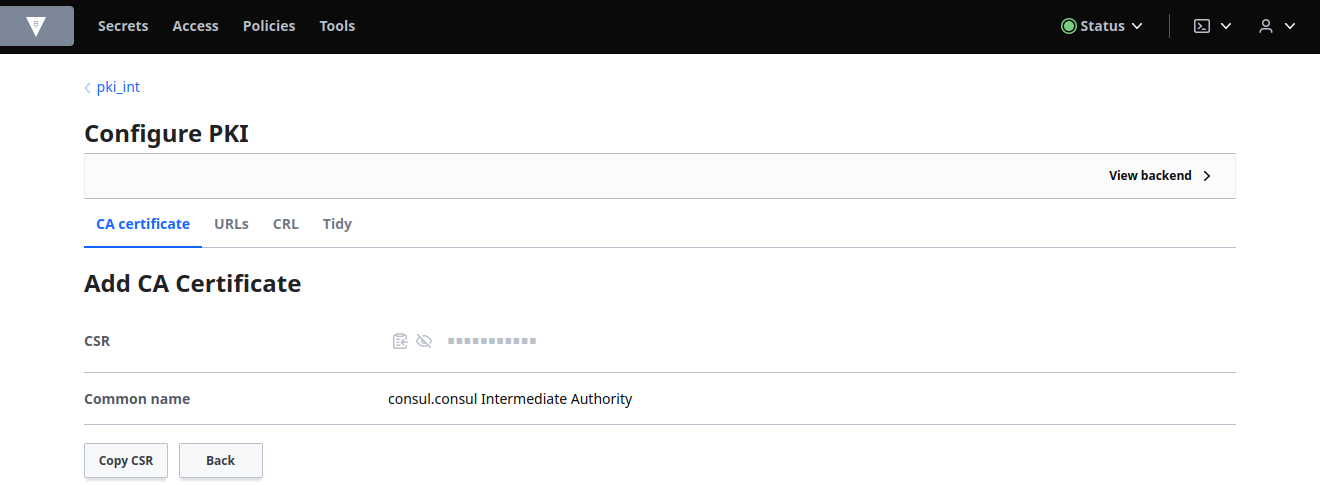 Secrets Access Policies Tools Status
pki_int
Configure PKI
View backend
CA certificate URLs CRL Tidy
Add CA Certificate
CSR
Common name consul.consul Intermediate Authority
Copy CSR Back